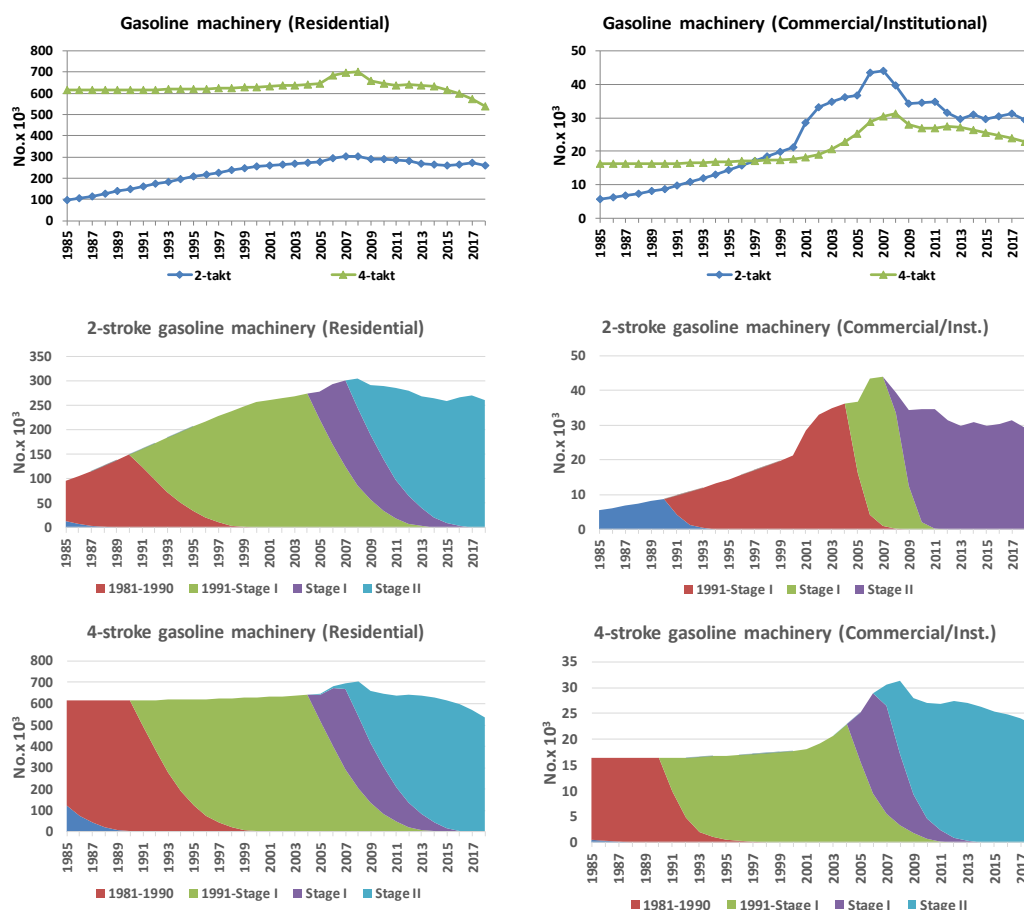 Gasoline machinery (Residential)
No.x 10³
800
700
600
500
400
300
200
100
0
1985 1987 1989 1991 1993 1995 1997 1999 2001 2003 2005 2007 2009 2011 2013 2015 2017
2-takt 4-takt
Gasoline machinery (Commercial/Institutional)
No.x 10³
50
40
30
20
10
0
1985 1987 1989 1991 1993 1995 1997 1999 2001 2003 2005 2007 2009 2011 2013 2015 2017
2-takt 4-takt
2-stroke gasoline machinery (Residential)
No.x 10³
350
300
250
200
150
100
50
0
1985 1987 1989 1991 1993 1995 1997 1999 2001 2003 2005 2007 2009 2011 2013 2015 2017
1981-1990 1991-Stage I Stage I Stage II
2-stroke gasoline machinery (Commercial/Inst.)
No.x 10³
50
40
30
20
10
0
1985 1987 1989 1991 1993 1995 1997 1999 2001 2003 2005 2007 2009 2011 2013 2015 2017
1991-Stage I Stage I Stage II
4-stroke gasoline machinery (Residential)
No.x 10³
800
700
600
500
400
300
200
100
0
1985 1987 1989 1991 1993 1995 1997 1999 2001 2003 2005 2007 2009 2011 2013 2015 2017
1981-1990 1991-Stage I Stage I Stage II
4-stroke gasoline machinery (Commercial/Inst.)
No.x 10³
35
30
25
20
15
10
5
0
1985 1987 1989 1991 1993 1995 1997 1999 2001 2003 2005 2007 2009 2011 2013 2015 2017
1981-1990 1991-Stage I Stage I Stage II